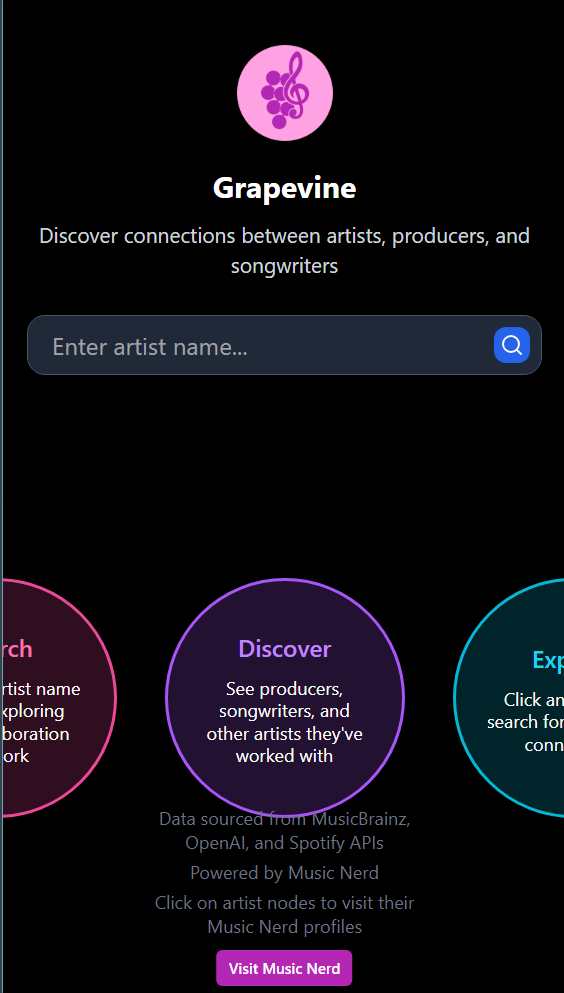 Grapevine
Discover connections between artists, producers, and
songwriters
Enter artist name...
rch
rtist name
xploring
boration
ork
Discover
See producers,
songwriters, and
other artists they've
worked with
Exp
Click an
search for
conn
Data sourced from MusicBrainz,
OpenAI, and Spotify APIs
Powered by Music Nerd
Click on artist nodes to visit their
Music Nerd profiles
Visit Music Nerd